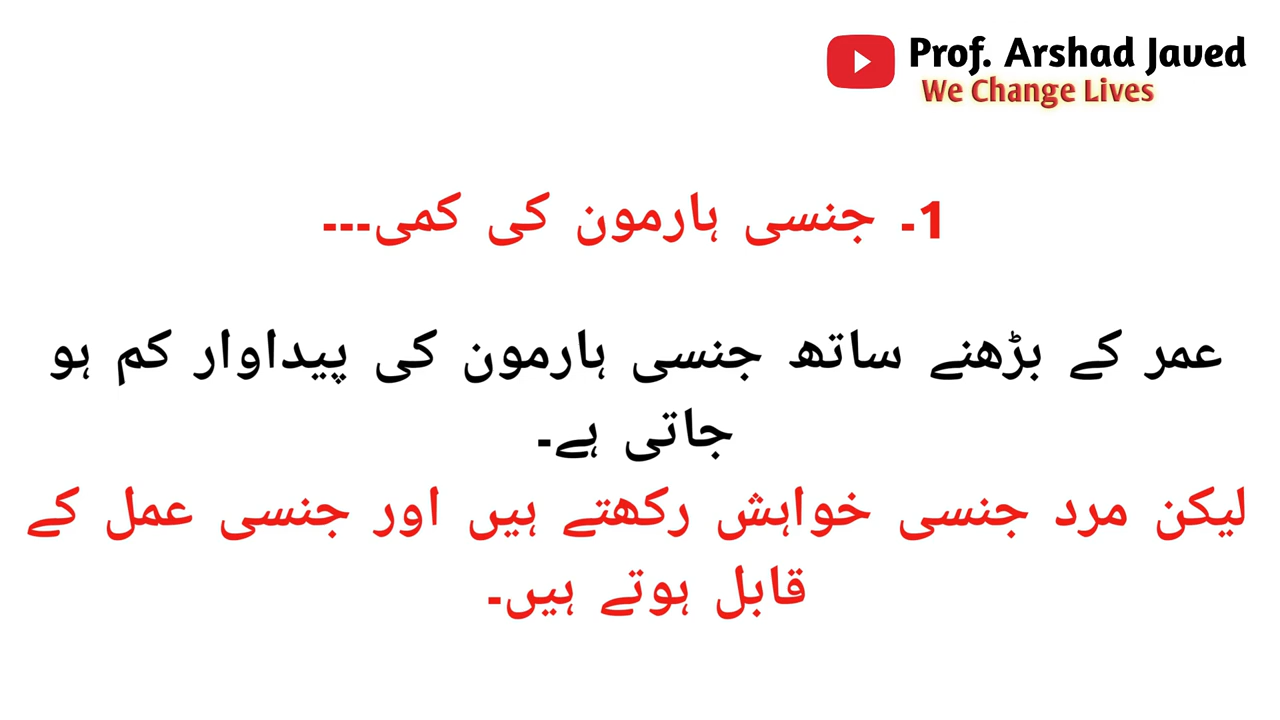 Prof. Arshad Javed
We Change Lives
1۔ جنسی ہارمون کی کمی۔۔۔
عمر کے بڑھنے ساتھ جنسی ہارمون کی پیداوار کم ہو
جاتی ہے۔
لیکن مرد جنسی خواہش رکھتے ہیں اور جنسی عمل کے
قابل ہوتے ہیں۔